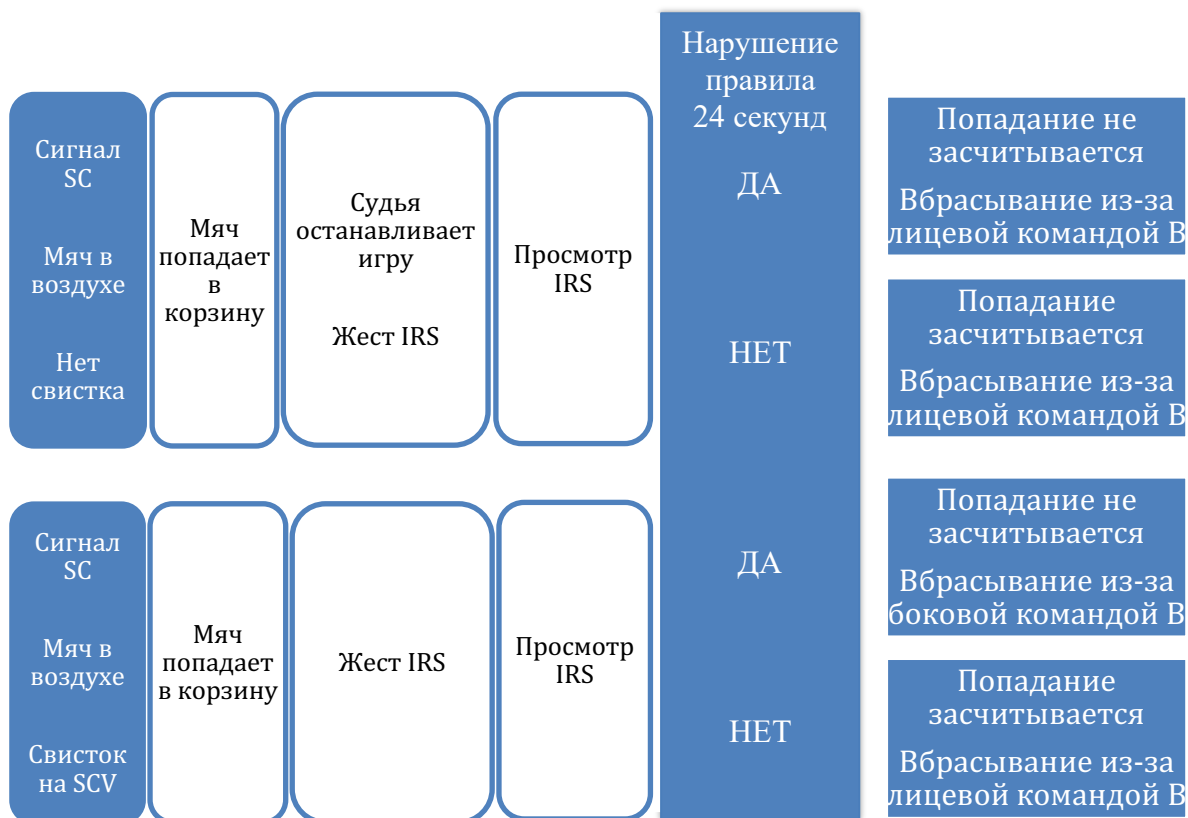 Сигнал
SC
Мяч в
воздухе
Нет
свистка
Мяч
попадает
в
корзину
Судья
останавливает
игру
Жест IRS
Просмотр
IRS
Нарушение
правила
24 секунд
ДА
НЕТ
Попадание не
засчитывается
Вбрасывание из-за
лицевой командой В
Попадание
засчитывается
Вбрасывание из-за
лицевой командой В
Сигнал
SC
Мяч в
воздухе
Свисток
на SCV
Мяч
попадает
в корзину
Жест IRS
Просмотр
IRS
ДА
НЕТ
Попадание не
засчитывается
Вбрасывание из-за
боковой командой В
Попадание
засчитывается
Вбрасывание из-за
лицевой командой В